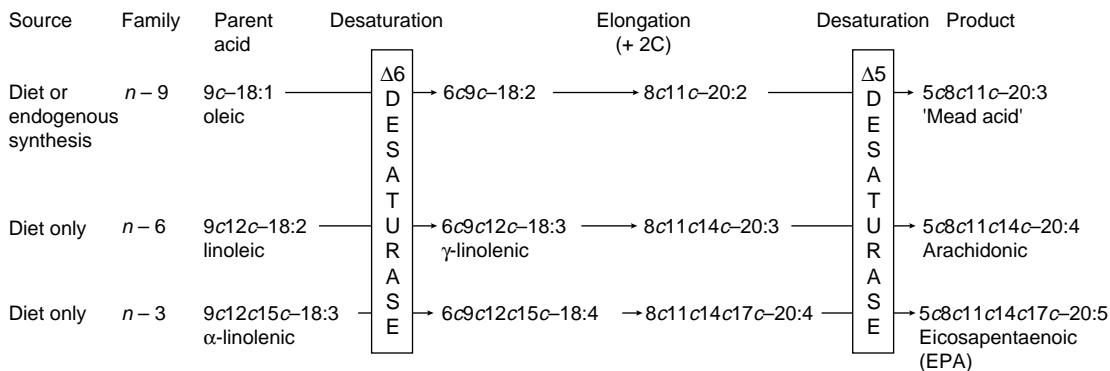 Source Family Parent acid Desaturation Elongation (+ 2C) Desaturation Product
Δ6 DESATURASE
Δ5 DESATURASE
Diet or endogenous synthesis n – 9 9c–18:1 oleic 6c9c–18:2 8c11c–20:2 5c8c11c–20:3 'Mead acid'
Diet only n – 6 9c12c–18:2 linoleic 6c9c12c–18:3 γ-linolenic 8c11c14c–20:3 5c8c11c14c–20:4 Arachidonic
Diet only n – 3 9c12c15c–18:3 α-linolenic 6c9c12c15c–18:4 8c11c14c17c–20:4 5c8c11c14c17c–20:5 Eicosapentaenoic (EPA)